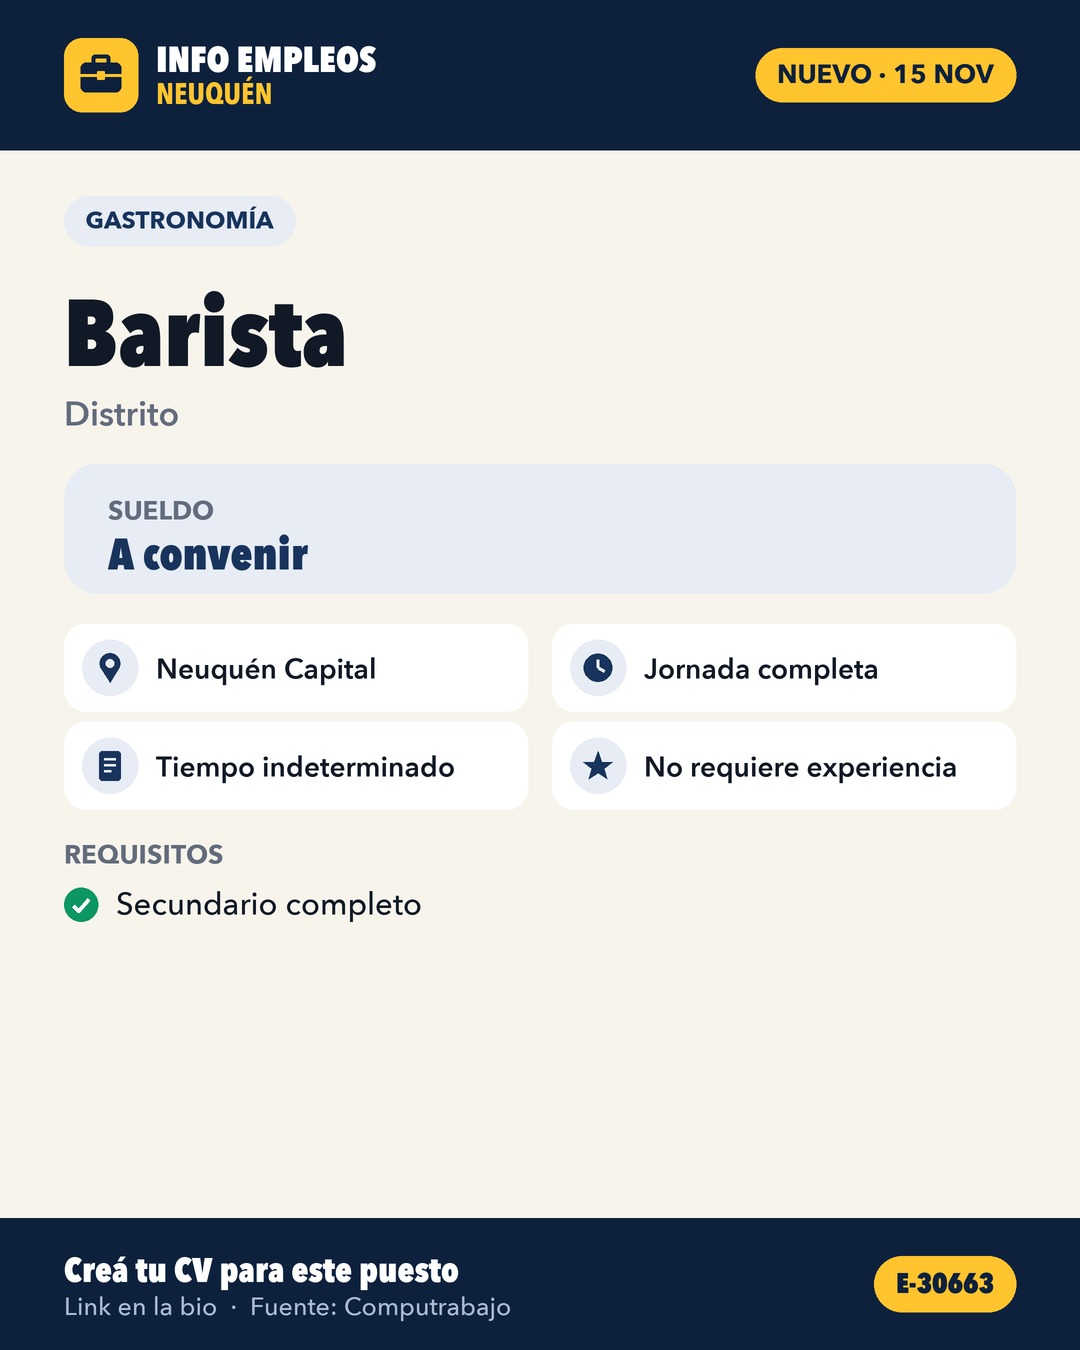 INFO EMPLEOS
NEUQUÉN
NUEVO · 15 NOV
GASTRONOMÍA
Barista
Distrito
SUELDO
A convenir
Neuquén Capital
Jornada completa
Tiempo indeterminado
No requiere experiencia
REQUISITOS
Secundario completo
Creá tu CV para este puesto
Link en la bio · Fuente: Computrabajo
E-30663